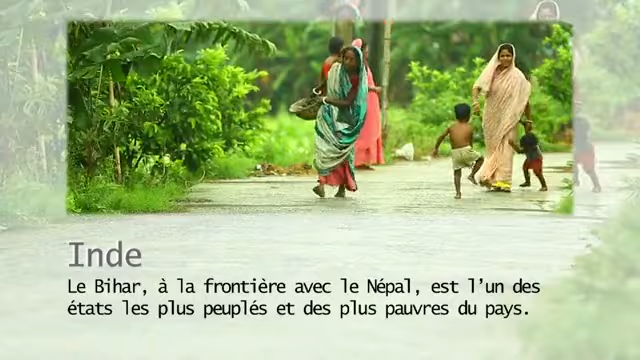 Inde
Le Bihar, à la frontière avec le Népal, est l'un des
états les plus peuplés et des plus pauvres du pays.